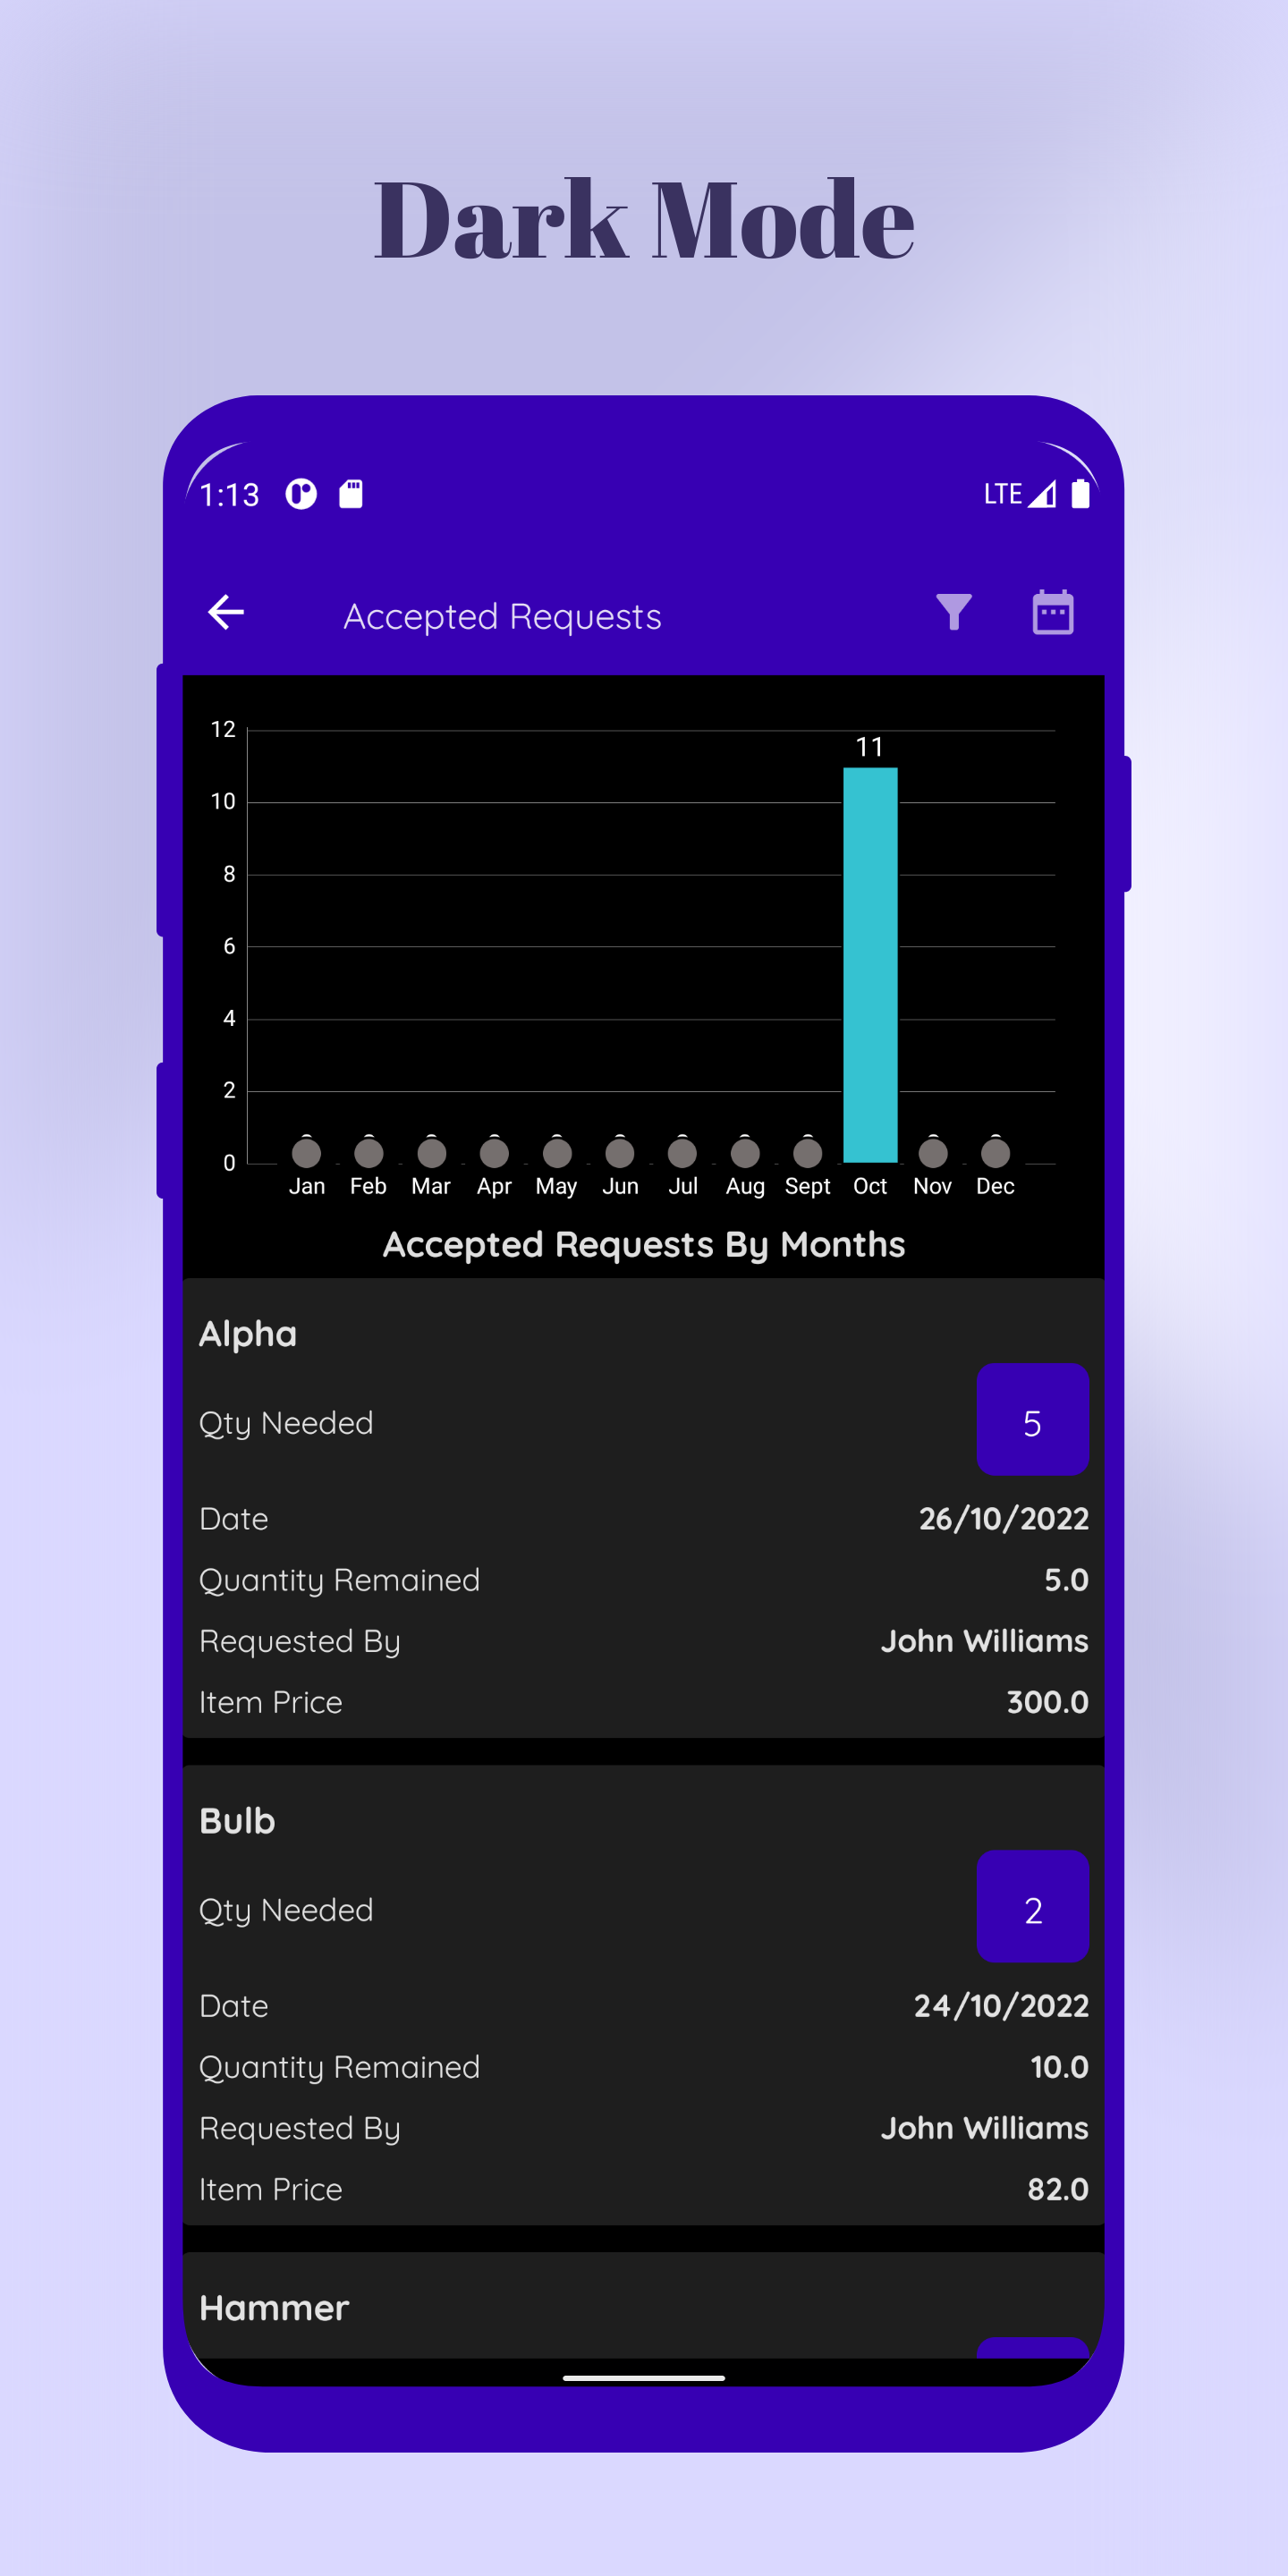 Dark Mode
1:13 LTE
Accepted Requests
12
11
10
8
6
4
2
0
Jan Feb Mar Apr May Jun Jul Aug Sept Oct Nov Dec
Accepted Requests By Months
Alpha
Qty Needed 5
Date 26/10/2022
Quantity Remained 5.0
Requested By John Williams
Item Price 300.0
Bulb
Qty Needed 2
Date 24/10/2022
Quantity Remained 10.0
Requested By John Williams
Item Price 82.0
Hammer